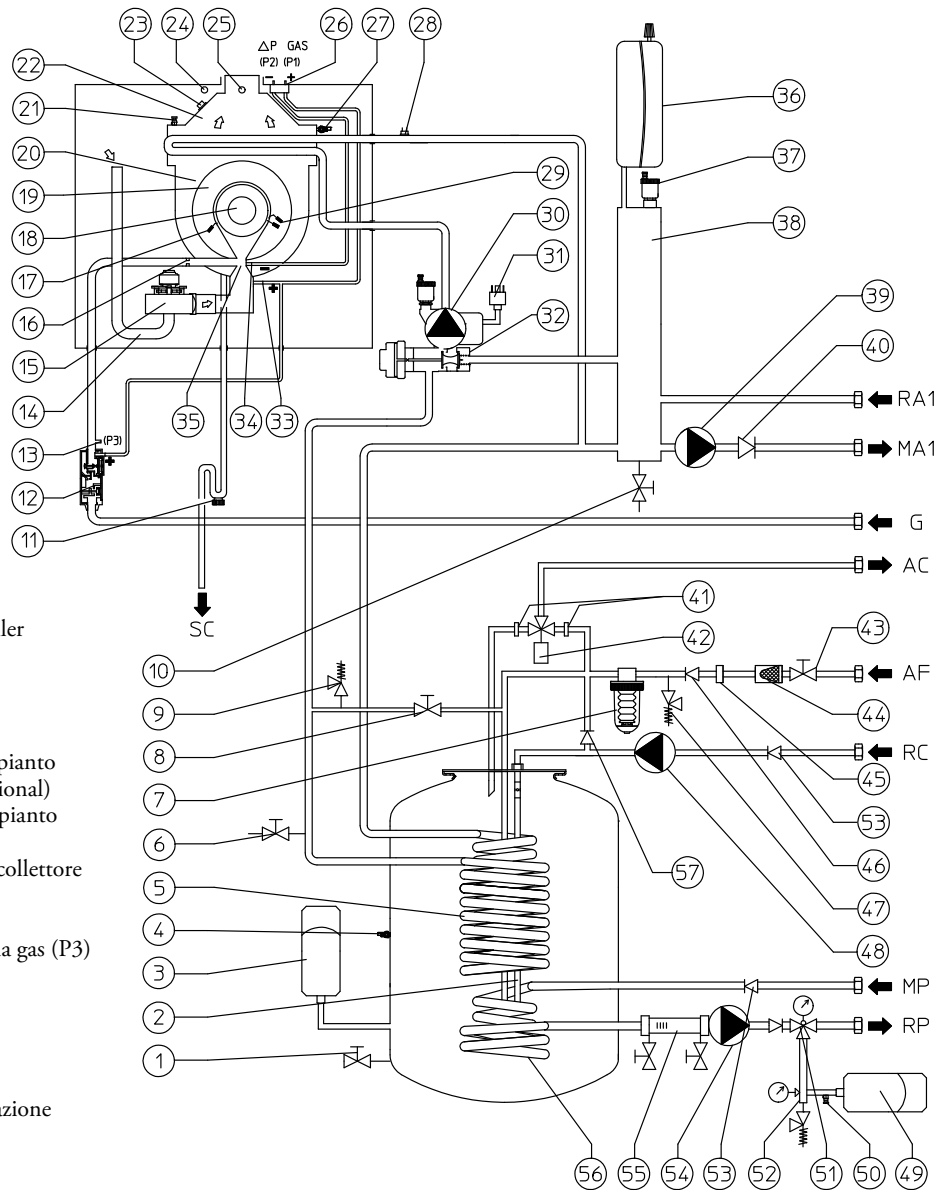 23 24 25 △P GAS 26 27 28
(P2) (P1)
- +
22
21
36
20
37
19
29
18
30
38
17
31
39
16
32
40
15
14
RA1
35 34 33
13 (P3)
MA1
+
-
+
12
G
11
AC
SC
41
ler
42
43
10
AF
9
44
8
RC
pianto
7
45
53
ional)
pianto
6
46
57
collettore
5
47
4
48
a gas (P3)
3
MP
2
RP
1
azione
56 55 54 53 52 51 50 49